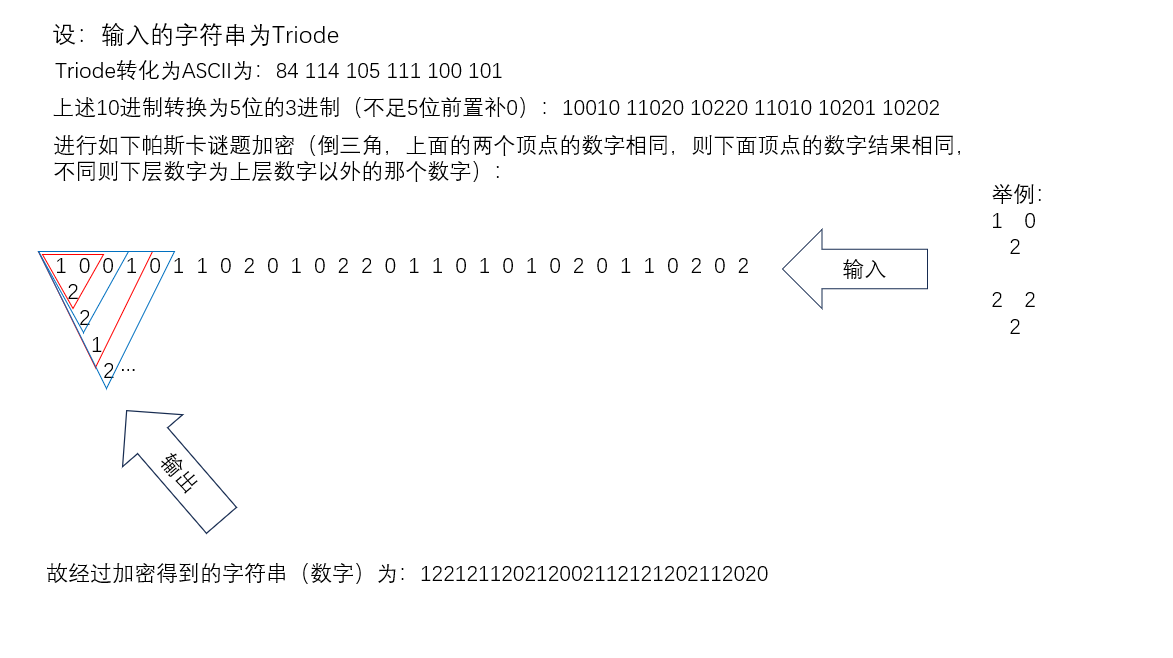 设：输入的字符串为Triode
Triode转化为ASCII为：84 114 105 111 100 101
上述10进制转换为5位的3进制（不足5位前置补0）：10010 11020 10220 11010 10201 10202
进行如下帕斯卡谜题加密（倒三角，上面的两个顶点的数字相同，则下面顶点的数字结果相同，
不同则下层数字为上层数字以外的那个数字）：
举例：
1 0
2
2 2
2
1 0 0 1 0 1 1 0 2 0 1 0 2 2 0 1 1 0 1 0 1 0 2 0 1 1 0 2 0 2
2
2
1
2 ...
输入
输出
故经过加密得到的字符串（数字）为：122121120212002112121202112020